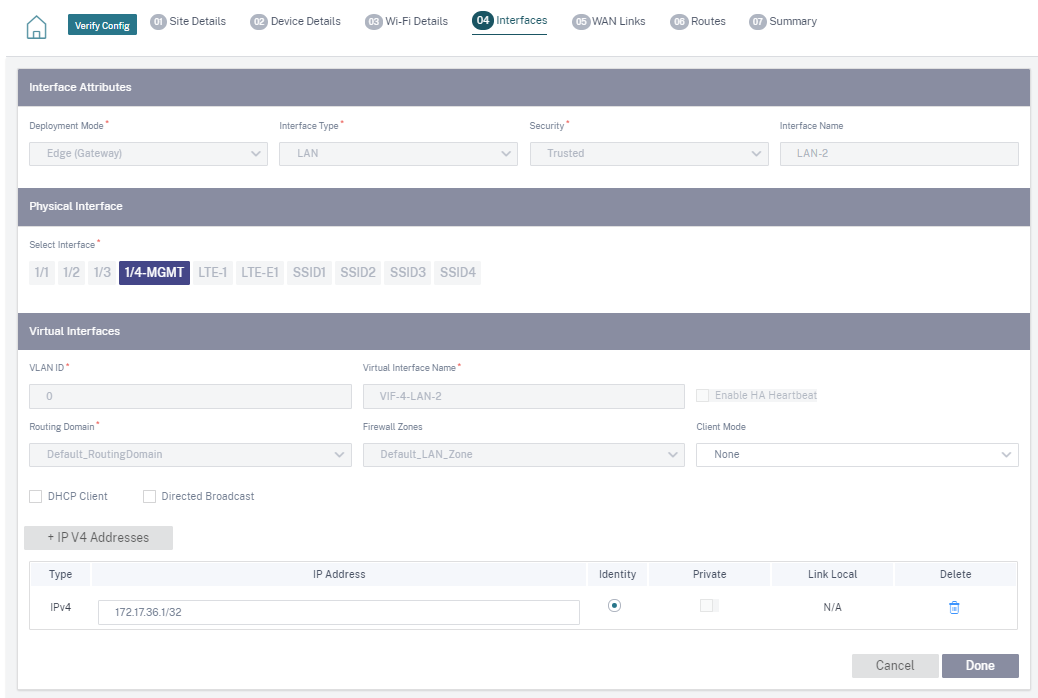 Verify Config
01 Site Details
02 Device Details
03 Wi-Fi Details
04 Interfaces
05 WAN Links
06 Routes
07 Summary
Interface Attributes
Deployment Mode * Interface Type * Security * Interface Name
Edge (Gateway) LAN Trusted LAN-2
Physical Interface
Select Interface *
1/1 1/2 1/3 1/4-MGMT LTE-1 LTE-E1 SSID1 SSID2 SSID3 SSID4
Virtual Interfaces
VLAN ID * Virtual Interface Name *
0 VIF-4-LAN-2 Enable HA Heartbeat
Routing Domain * Firewall Zones Client Mode
Default_RoutingDomain Default_LAN_Zone None
DHCP Client Directed Broadcast
+ IP V4 Addresses
Type IP Address Identity Private Link Local Delete
IPv4 172.17.36.1/32 N/A
Cancel Done